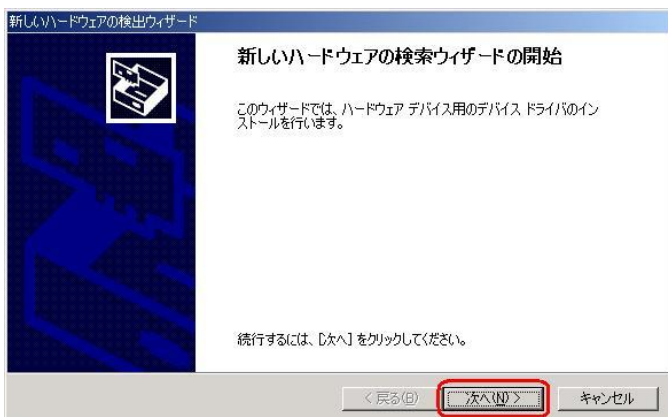 新しいハードウェアの検出ウィザード
新しいハードウェアの検索ウィザードの開始
このウィザードでは、ハードウェア デバイス用のデバイス ドライバのイン
ストールを行います。
続行するには、[次へ] をクリックしてください。
< 戻る(B)
次へ(N) >
キャンセル